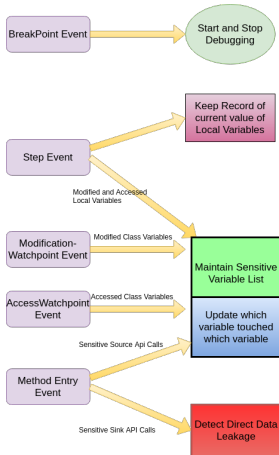 BreakPoint Event
Start and Stop
Debugging
Keep Record of
current value of
Local Variables
Step Event
Modified and Accessed
Local Variables
Modification-
Watchpoint Event
Modified Class Variables
Maintain Sensitive
Variable List
AccessWatchpoint
Event
Accessed Class Variables
Update which
variable touched
which variable
Sensitive Source Api Calls
Method Entry
Event
Sensitive Sink API Calls
Detect Direct Data
Leakage